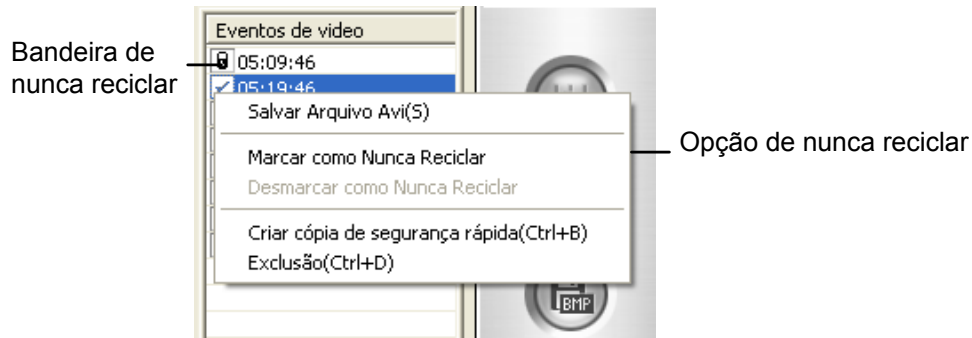 Eventos de video
Bandeira de
nunca reciclar
05:09:46
05:19:46
Salvar Arquivo Avi(S)
Marcar como Nunca Reciclar
Opção de nunca reciclar
Desmarcar como Nunca Reciclar
Criar cópia de segurança rápida(Ctrl+B)
Exclusão(Ctrl+D)
BMP